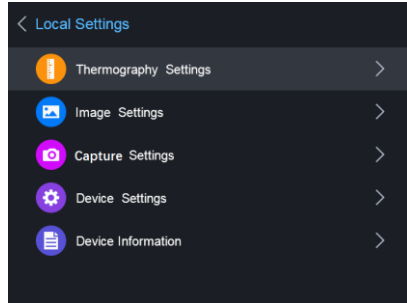 Local Settings
Thermography Settings
Image Settings
Capture Settings
Device Settings
Device Information